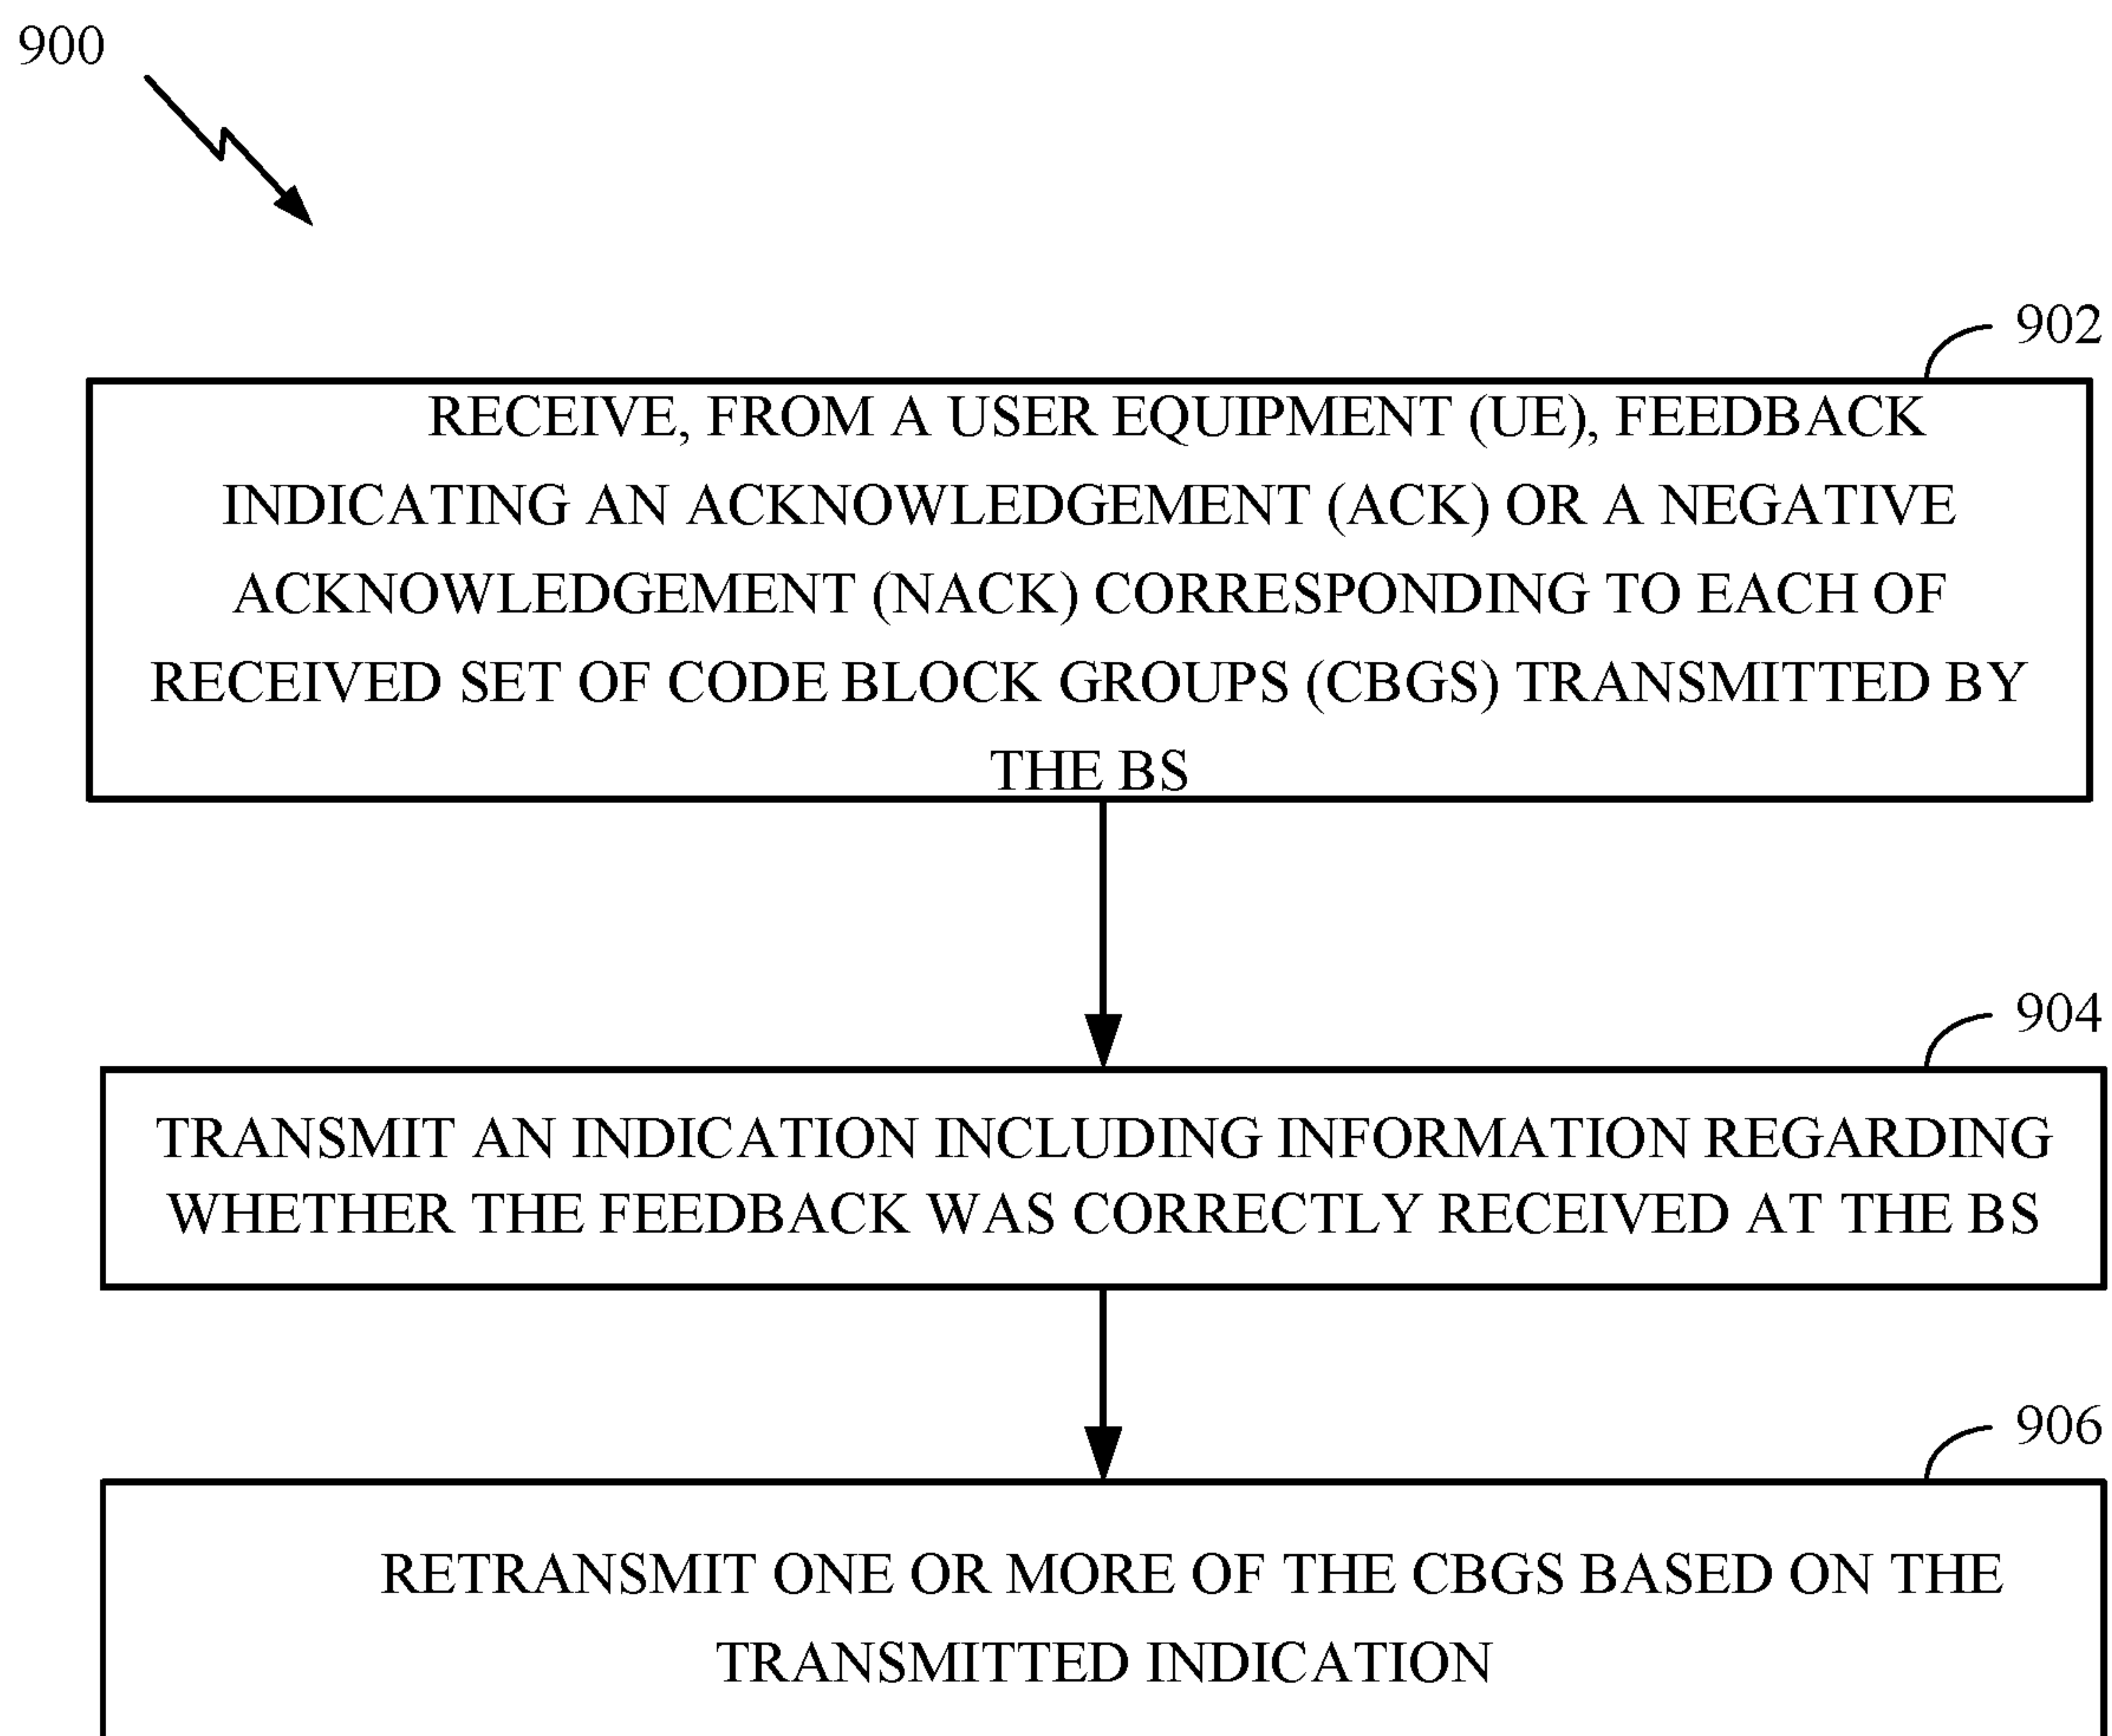 900
902
RECEIVE, FROM A USER EQUIPMENT (UE), FEEDBACK
INDICATING AN ACKNOWLEDGEMENT (ACK) OR A NEGATIVE
ACKNOWLEDGEMENT (NACK) CORRESPONDING TO EACH OF
RECEIVED SET OF CODE BLOCK GROUPS (CBGS) TRANSMITTED BY
THE BS
904
TRANSMIT AN INDICATION INCLUDING INFORMATION REGARDING
WHETHER THE FEEDBACK WAS CORRECTLY RECEIVED AT THE BS
906
RETRANSMIT ONE OR MORE OF THE CBGS BASED ON THE
TRANSMITTED INDICATION